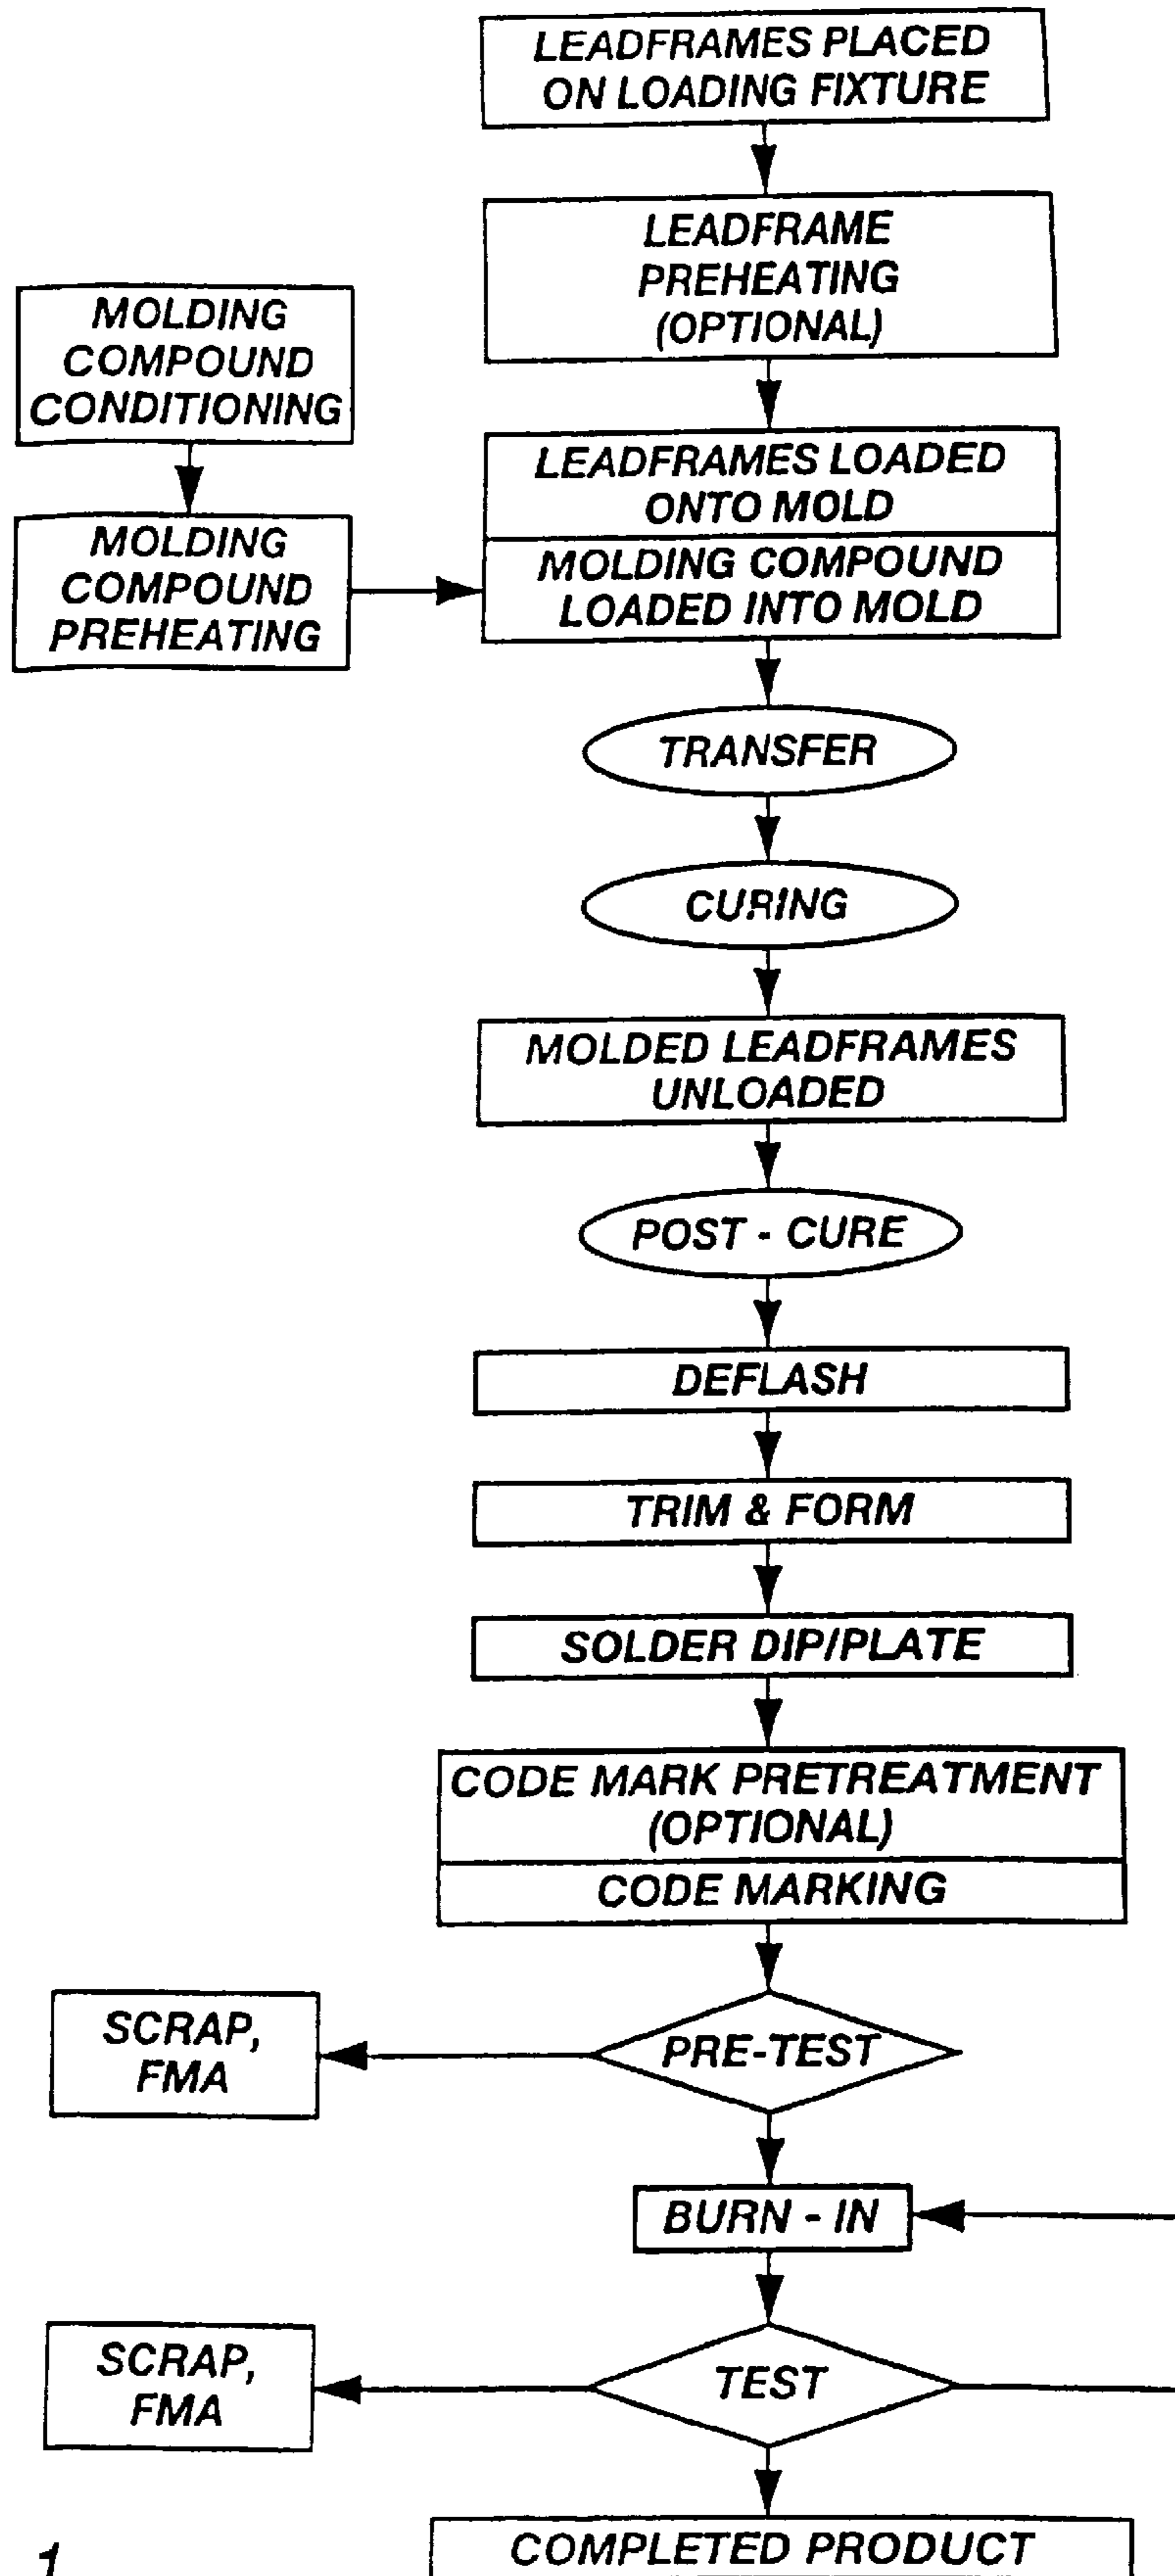 LEADFRAMES PLACED
ON LOADING FIXTURE
LEADFRAME
PREHEATING
(OPTIONAL)
MOLDING
COMPOUND
CONDITIONING
LEADFRAMES LOADED
ONTO MOLD
MOLDING
COMPOUND
PREHEATING
MOLDING COMPOUND
LOADED INTO MOLD
TRANSFER
CURING
MOLDED LEADFRAMES
UNLOADED
POST - CURE
DEFLASH
TRIM & FORM
SOLDER DIP/PLATE
CODE MARK PRETREATMENT
(OPTIONAL)
CODE MARKING
PRE-TEST
SCRAP,
FMA
BURN - IN
TEST
SCRAP,
FMA
COMPLETED PRODUCT
1